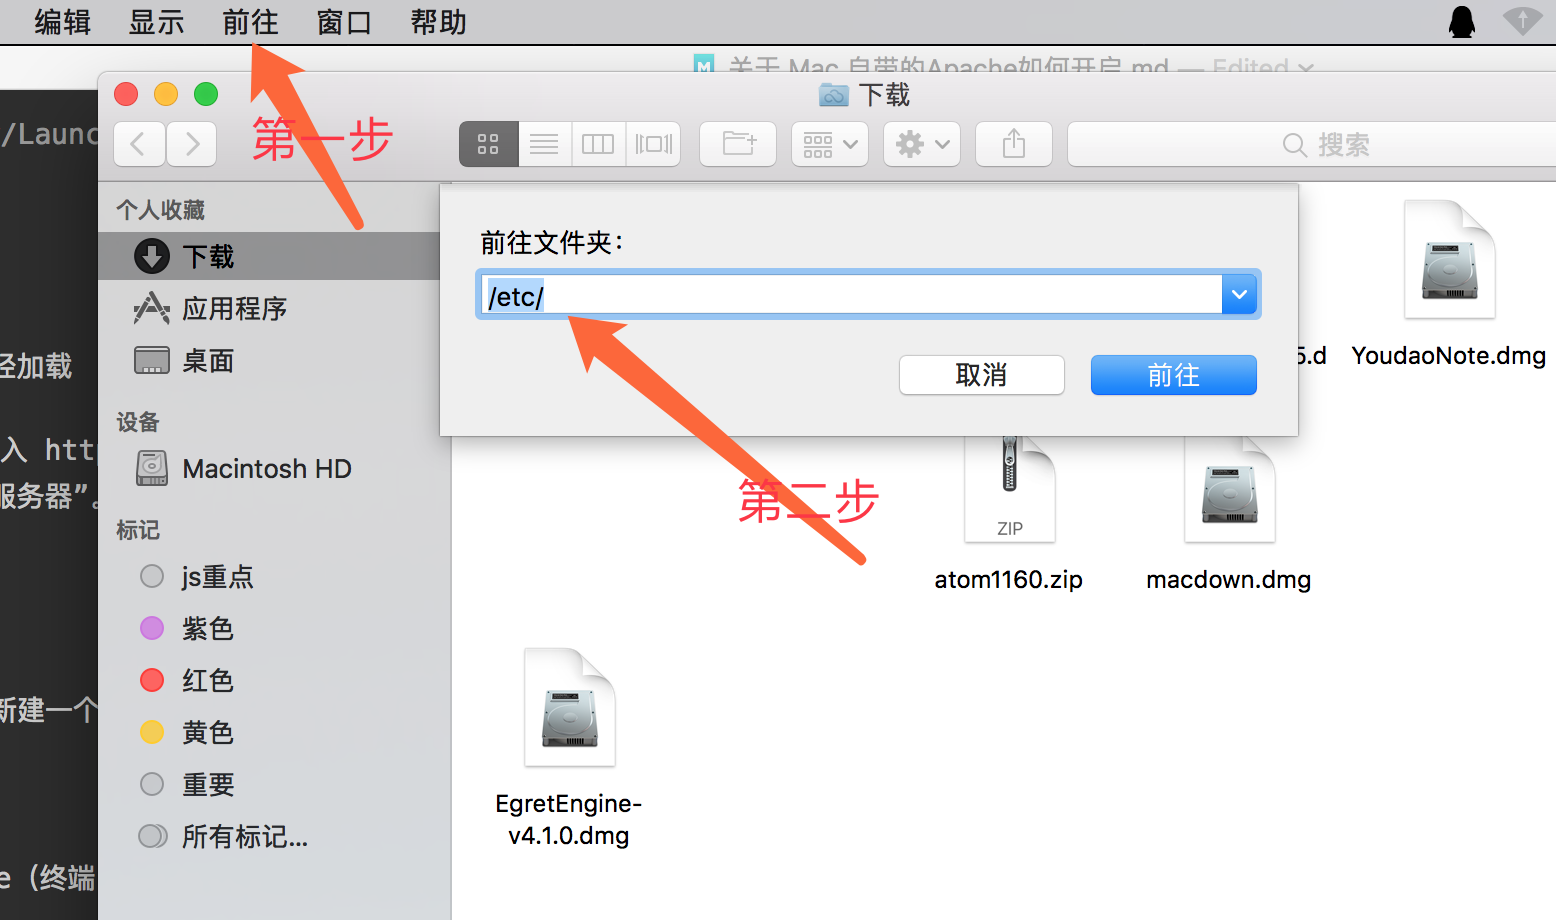 编辑 显示 前往 窗口 帮助
关于 Mac 自带的Apache如何开启.md — Edited
下载
/Launc
第一步
搜索
个人收藏
下载
应用程序
桌面
设备
Macintosh HD
标记
js重点
紫色
红色
黄色
重要
所有标记...
前往文件夹：
/etc/
取消 前往
第二步
5.d
YoudaoNote.dmg
ZIP
atom1160.zip
macdown.dmg
EgretEngine-
v4.1.0.dmg
径加载
入 http
服务器”。
新建一个
e（终端